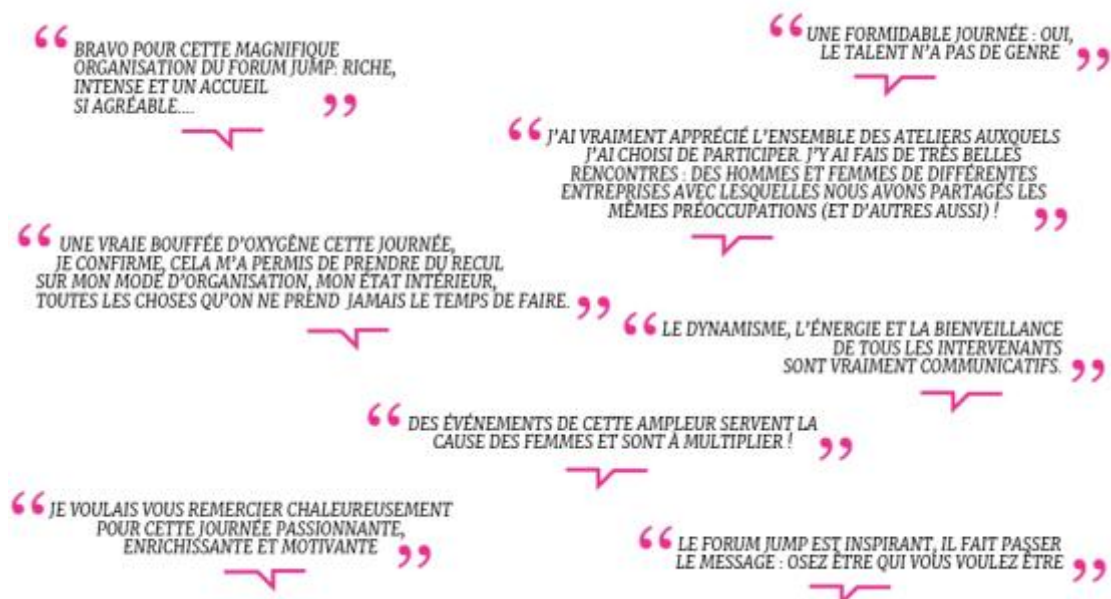 BRAVO POUR CETTE MAGNIFIQUE
ORGANISATION DU FORUM JUMP: RICHE,
INTENSE ET UN ACCUEIL
SI AGRÉABLE....
UNE FORMIDABLE JOURNÉE : OUI,
LE TALENT N'A PAS DE GENRE
J'AI VRAIMENT APPRÉCIÉ L'ENSEMBLE DES ATELIERS AUXQUELS
J'AI CHOISI DE PARTICIPER. J'Y AI FAIS DE TRÈS BELLES
RENCONTRES : DES HOMMES ET FEMMES DE DIFFÉRENTES
ENTREPRISES AVEC LESQUELLES NOUS AVONS PARTAGÉS LES
MÊMES PRÉOCCUPATIONS (ET D'AUTRES AUSSI) !
UNE VRAIE BOUFFÉE D'OXYGÈNE CETTE JOURNÉE,
JE CONFIRME, CELA M'A PERMIS DE PRENDRE DU RECUL
SUR MON MODE D'ORGANISATION, MON ÉTAT INTÉRIEUR,
TOUTES LES CHOSES QU'ON NE PREND JAMAIS LE TEMPS DE FAIRE.
LE DYNAMISME, L'ÉNERGIE ET LA BIENVEILLANCE
DE TOUS LES INTERVENANTS
SONT VRAIMENT COMMUNICATIFS.
DES ÉVÉNEMENTS DE CETTE AMPLEUR SERVENT LA
CAUSE DES FEMMES ET SONT À MULTIPLIER !
JE VOULAIS VOUS REMERCIER CHALEUREUSEMENT
POUR CETTE JOURNÉE PASSIONNANTE,
ENRICHISSANTE ET MOTIVANTE
LE FORUM JUMP EST INSPIRANT, IL FAIT PASSER
LE MESSAGE : OSEZ ÊTRE QUI VOUS VOULEZ ÊTRE